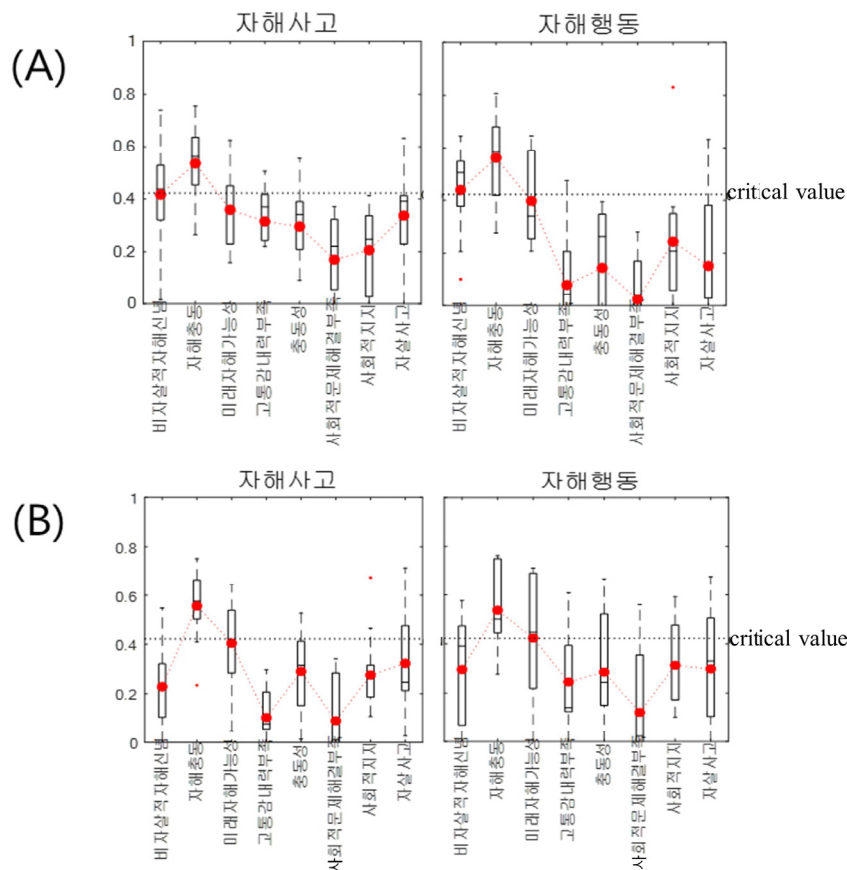 자해사고
자해행동
(A)
1
0.8
0.6
0.4
0.2
0
critical value
비자살적자해신념
자해충동
미래자해가능성
고통감내력부족
충동성
사회적문제해결부족
사회적지지
자살사고
비자살적자해신념
자해충동
미래자해가능성
고통감내력부족
충동성
사회적문제해결부족
사회적지지
자살사고
자해사고
자해행동
(B)
1
0.8
0.6
0.4
0.2
0
critical value
비자살적자해신념
자해충동
미래자해가능성
고통감내력부족
충동성
사회적문제해결부족
사회적지지
자살사고
비자살적자해신념
자해충동
미래자해가능성
고통감내력부족
충동성
사회적문제해결부족
사회적지지
자살사고